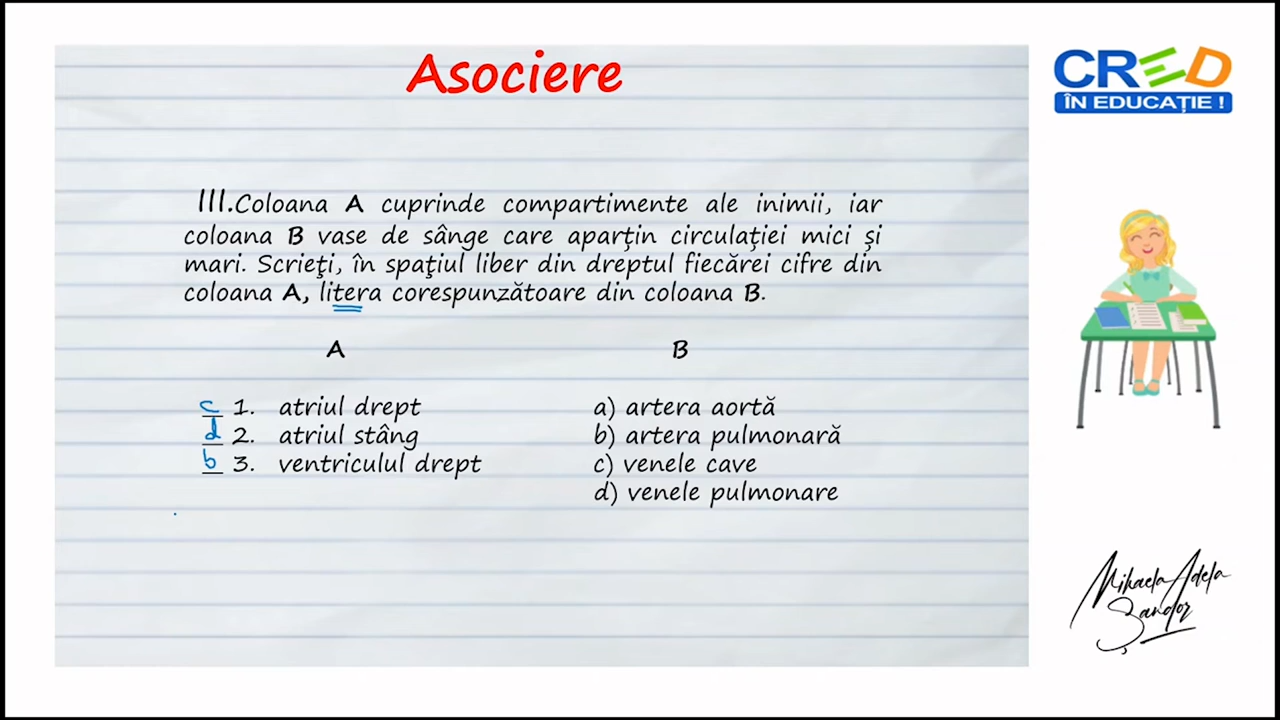 Asociere
CRED
ÎN EDUCAȚIE !
III.Coloana A cuprinde compartimente ale inimii, iar
coloana B vase de sânge care aparţin circulaţiei mici și
mari. Scrieţi, în spaţiul liber din dreptul fiecărei cifre din
coloana A, litera corespunzătoare din coloana B.
A B
c 1. atriul drept a) artera aortă
d 2. atriul stâng b) artera pulmonară
b 3. ventriculul drept c) venele cave
d) venele pulmonare
Mihaela Adela
Șandor